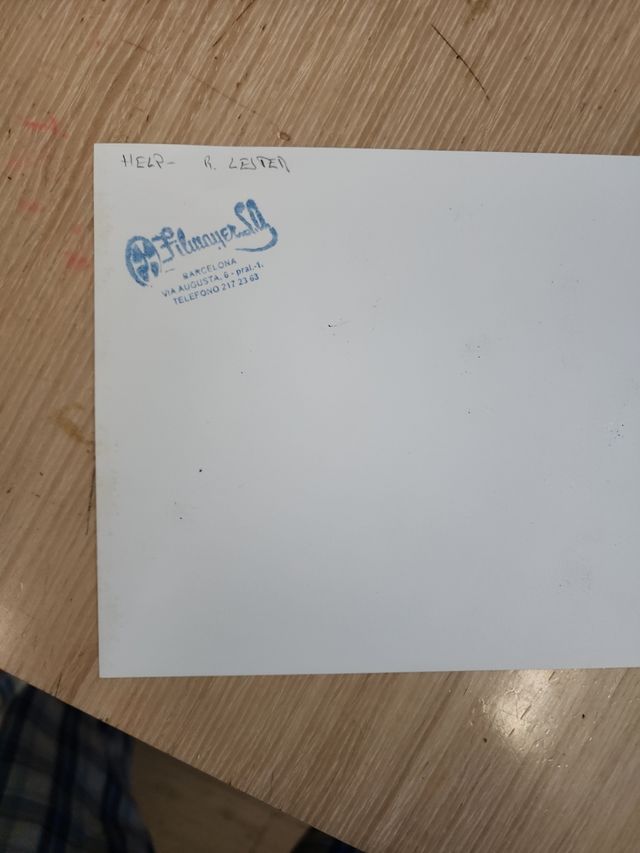 HELP - R. LESTER
Filmayer S.A.
BARCELONA
VIA AUGUSTA, 6 - pral.-1.
TELEFONO 217 23 63